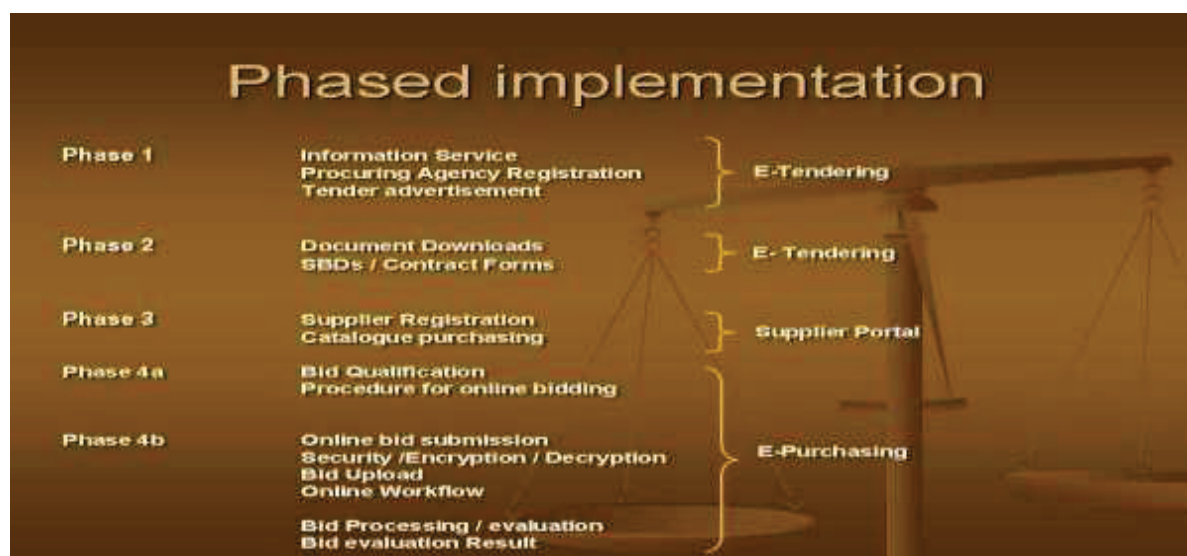 Phased implementation
Phase 1
Information Service
Procuring Agency Registration
Tender advertisement
E-Tendering
Phase 2
Document Downloads
SBDs / Contract Forms
E- Tendering
Phase 3
Supplier Registration
Catalogue purchasing
Supplier Portal
Phase 4a
Bid Qualification
Procedure for online bidding
Phase 4b
Online bid submission
Security /Encryption / Decryption
Bid Upload
Online Workflow
Bid Processing / evaluation
Bid evaluation Result
E-Purchasing